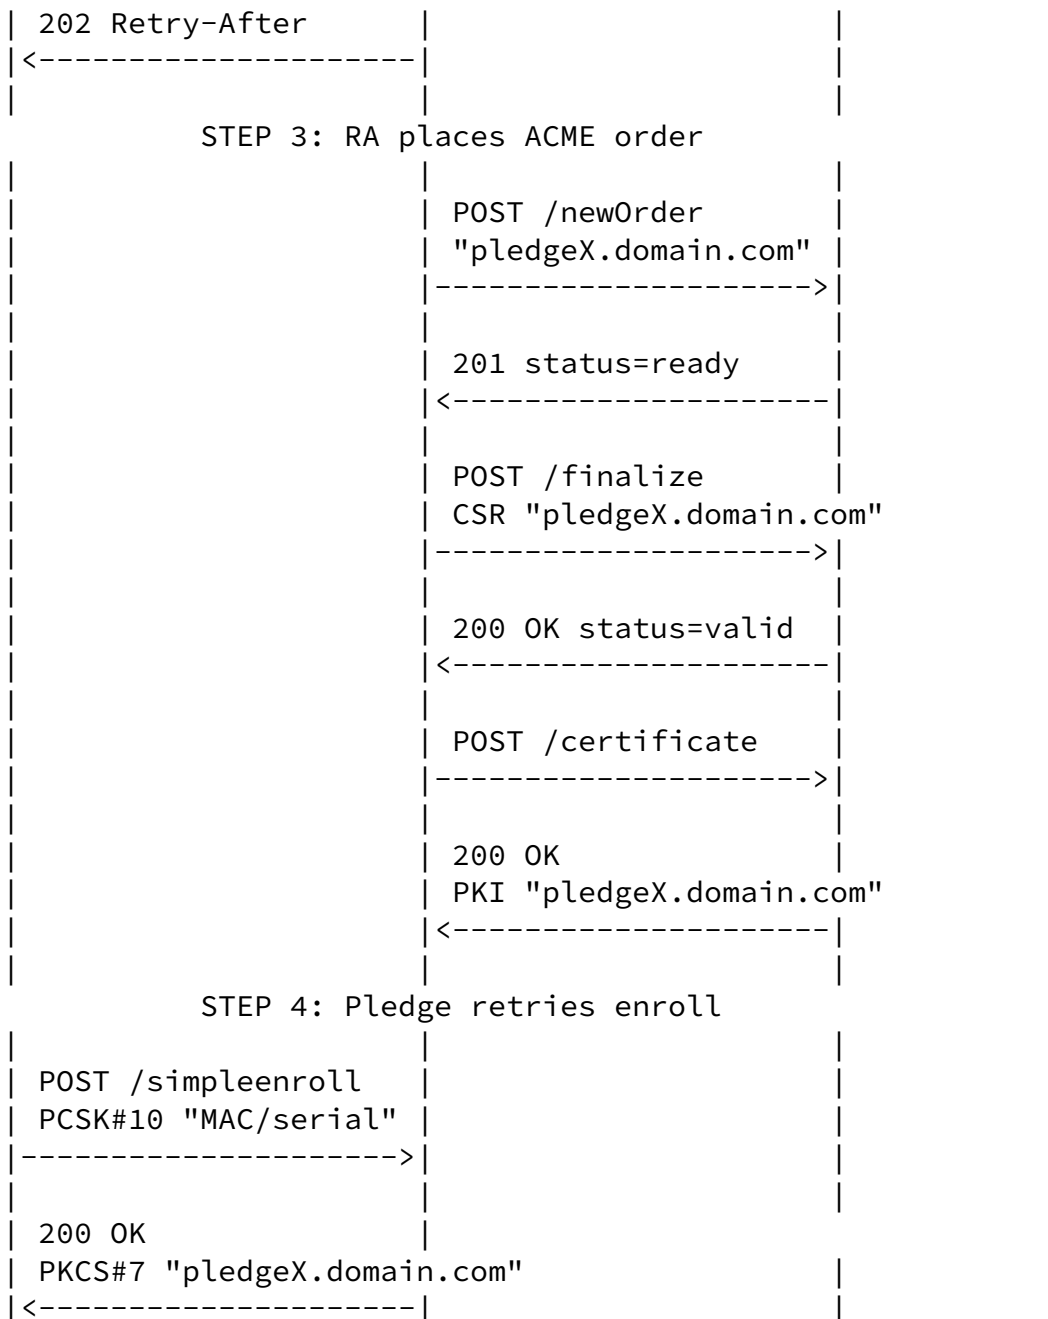 | 202 Retry-After      |                      |
|<---------------------|                      |
|                      |                      |
          STEP 3: RA places ACME order
|                      |                      |
|                      | POST /newOrder       |
|                      | "pledgeX.domain.com" |
|                      |--------------------->|
|                      |                      |
|                      | 201 status=ready     |
|                      |<---------------------|
|                      |                      |
|                      | POST /finalize       |
|                      | CSR "pledgeX.domain.com"
|                      |--------------------->|
|                      |                      |
|                      | 200 OK status=valid  |
|                      |<---------------------|
|                      |                      |
|                      | POST /certificate    |
|                      |--------------------->|
|                      |                      |
|                      | 200 OK               |
|                      | PKI "pledgeX.domain.com"
|                      |<---------------------|
|                      |                      |
          STEP 4: Pledge retries enroll
|                      |                      |
| POST /simpleenroll   |                      |
| PCSK#10 "MAC/serial" |                      |
|--------------------->|                      |
|                      |                      |
| 200 OK               |
| PKCS#7 "pledgeX.domain.com"                 |
|<---------------------|                      |